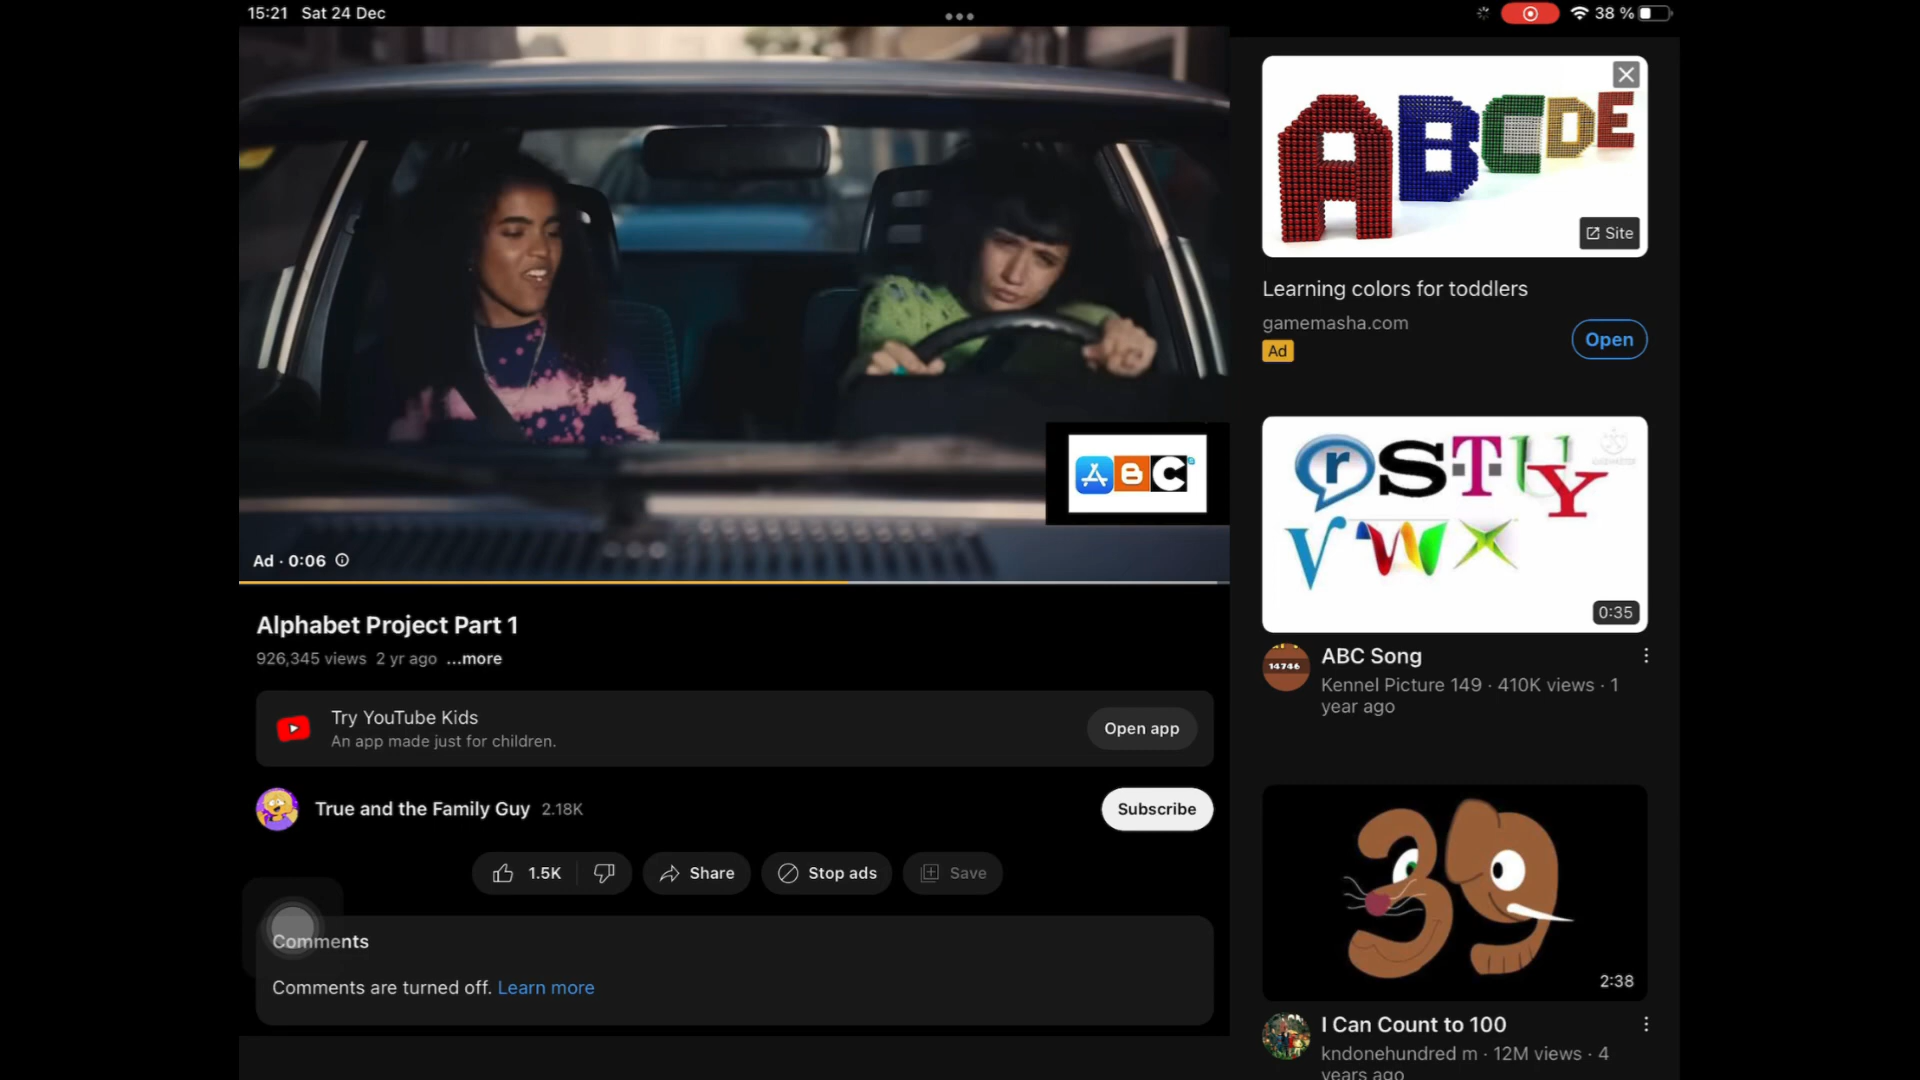 15:21 Sat 24 Dec
38 %
ABC
Ad · 0:06
Alphabet Project Part 1
926,345 views 2 yr ago ...more
Try YouTube Kids
An app made just for children.
Open app
True and the Family Guy 2.18K
Subscribe
1.5K
Share
Stop ads
Save
Comments
Comments are turned off. Learn more
ABCDE
Site
Learning colors for toddlers
gamemasha.com
Ad
Open
rSTUY
VWX
0:35
14746
ABC Song
Kennel Picture 149 · 410K views · 1
year ago
39
2:38
I Can Count to 100
kndonehundred m · 12M views · 4
years ago